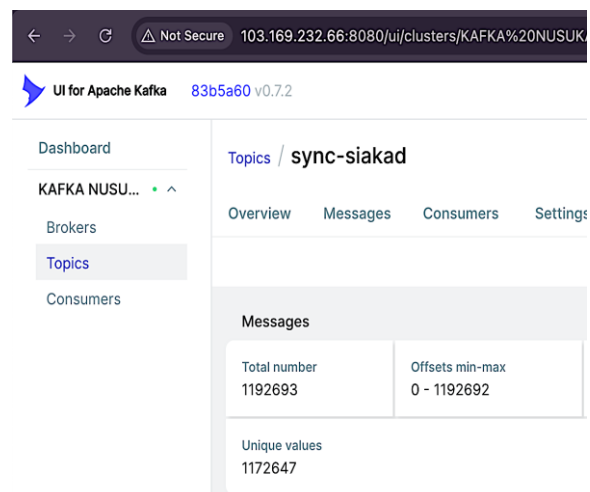 Not Secure 103.169.232.66:8080/ui/clusters/KAFKA%20NUSUK
UI for Apache Kafka 83b5a60 v0.7.2
Dashboard
KAFKA NUSU...
Brokers
Topics
Consumers
Topics / sync-siakad
Overview Messages Consumers Settings
Messages
Total number
1192693
Offsets min-max
0 - 1192692
Unique values
1172647